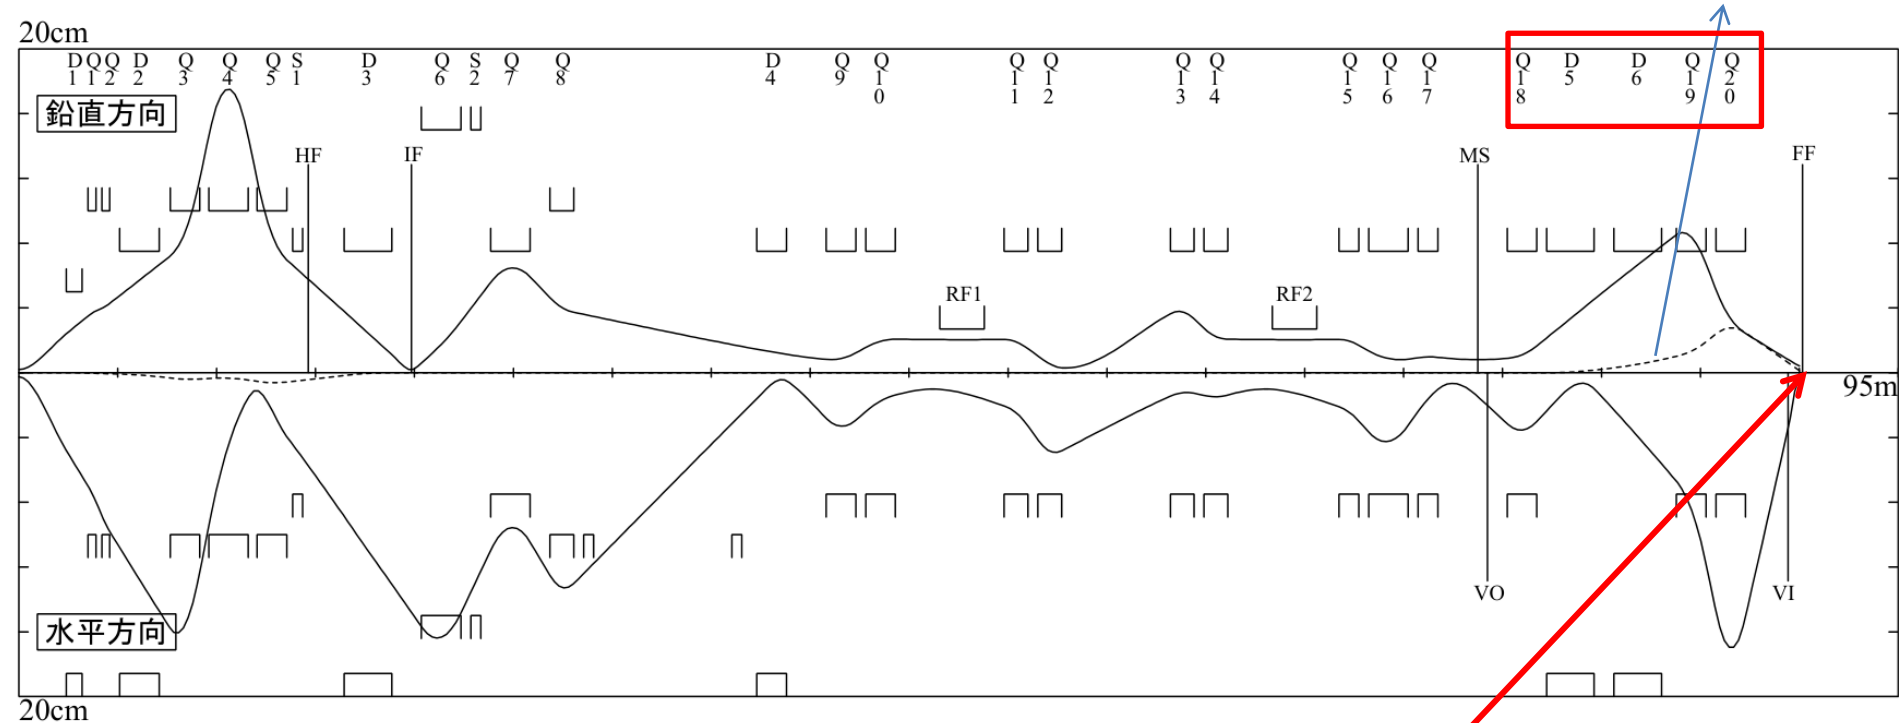 20cm
D1 Q1 Q2 D2 Q3 Q4 Q5 S1 D3 Q6 S2 Q7 Q8 D4 Q9 Q10 Q11 Q12 Q13 Q14 Q15 Q16 Q17 Q18 D5 D6 Q19 Q20
鉛直方向
HF IF MS FF
RF1 RF2
95m
VO VI
水平方向
20cm